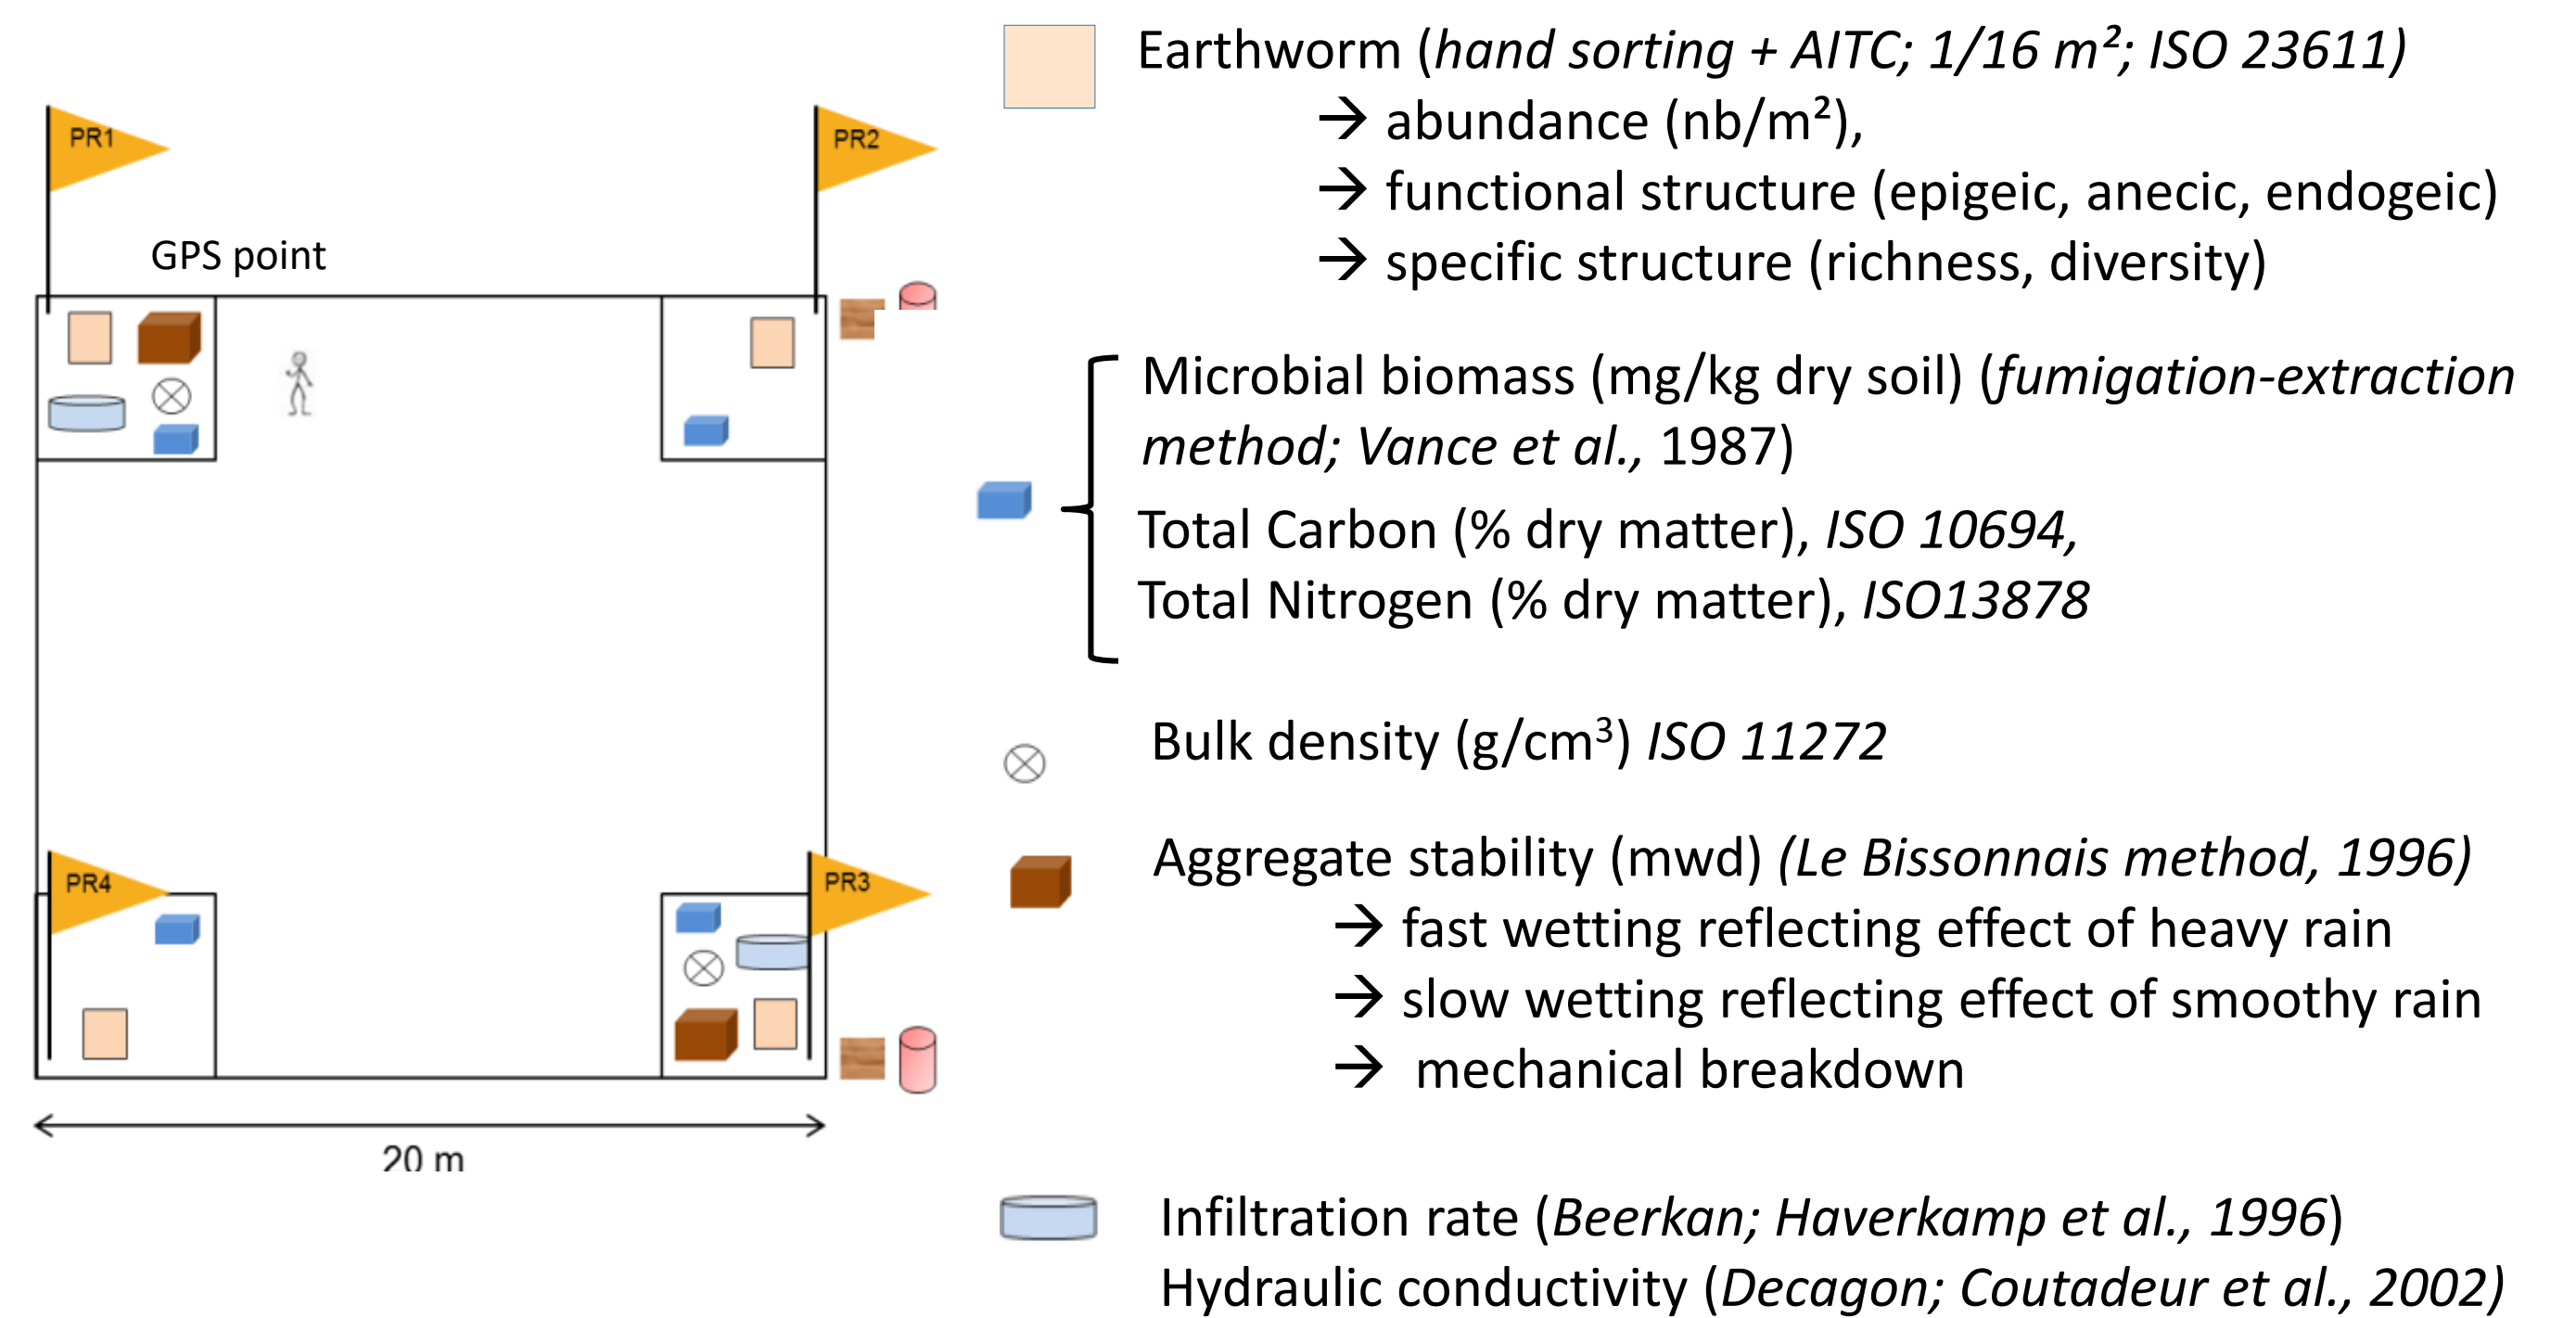 PR1
PR2
GPS point
PR4
PR3
20 m
Earthworm (hand sorting + AITC; 1/16 m²; ISO 23611)
→ abundance (nb/m²),
→ functional structure (epigeic, anecic, endogeic)
→ specific structure (richness, diversity)
Microbial biomass (mg/kg dry soil) (fumigation-extraction
method; Vance et al., 1987)
Total Carbon (% dry matter), ISO 10694,
Total Nitrogen (% dry matter), ISO13878
Bulk density (g/cm³) ISO 11272
Aggregate stability (mwd) (Le Bissonnais method, 1996)
→ fast wetting reflecting effect of heavy rain
→ slow wetting reflecting effect of smoothy rain
→ mechanical breakdown
Infiltration rate (Beerkan; Haverkamp et al., 1996)
Hydraulic conductivity (Decagon; Coutadeur et al., 2002)